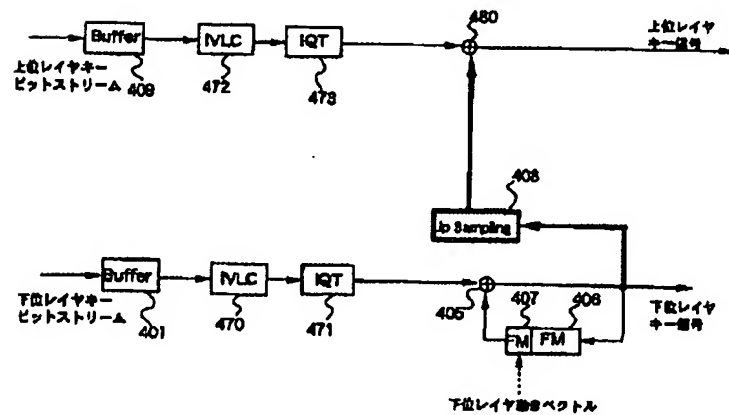 Buffer
IVLC
IQT
480
上位レイヤ
キー信号
上位レイヤキー
ビットストリーム
409
472
473
408
Up Sampling
Buffer
IVLC
IQT
下位レイヤキー
ビットストリーム
401
470
471
405
407
406
FM
FM
下位レイヤ
キー信号
下位レイヤ動きベクトル